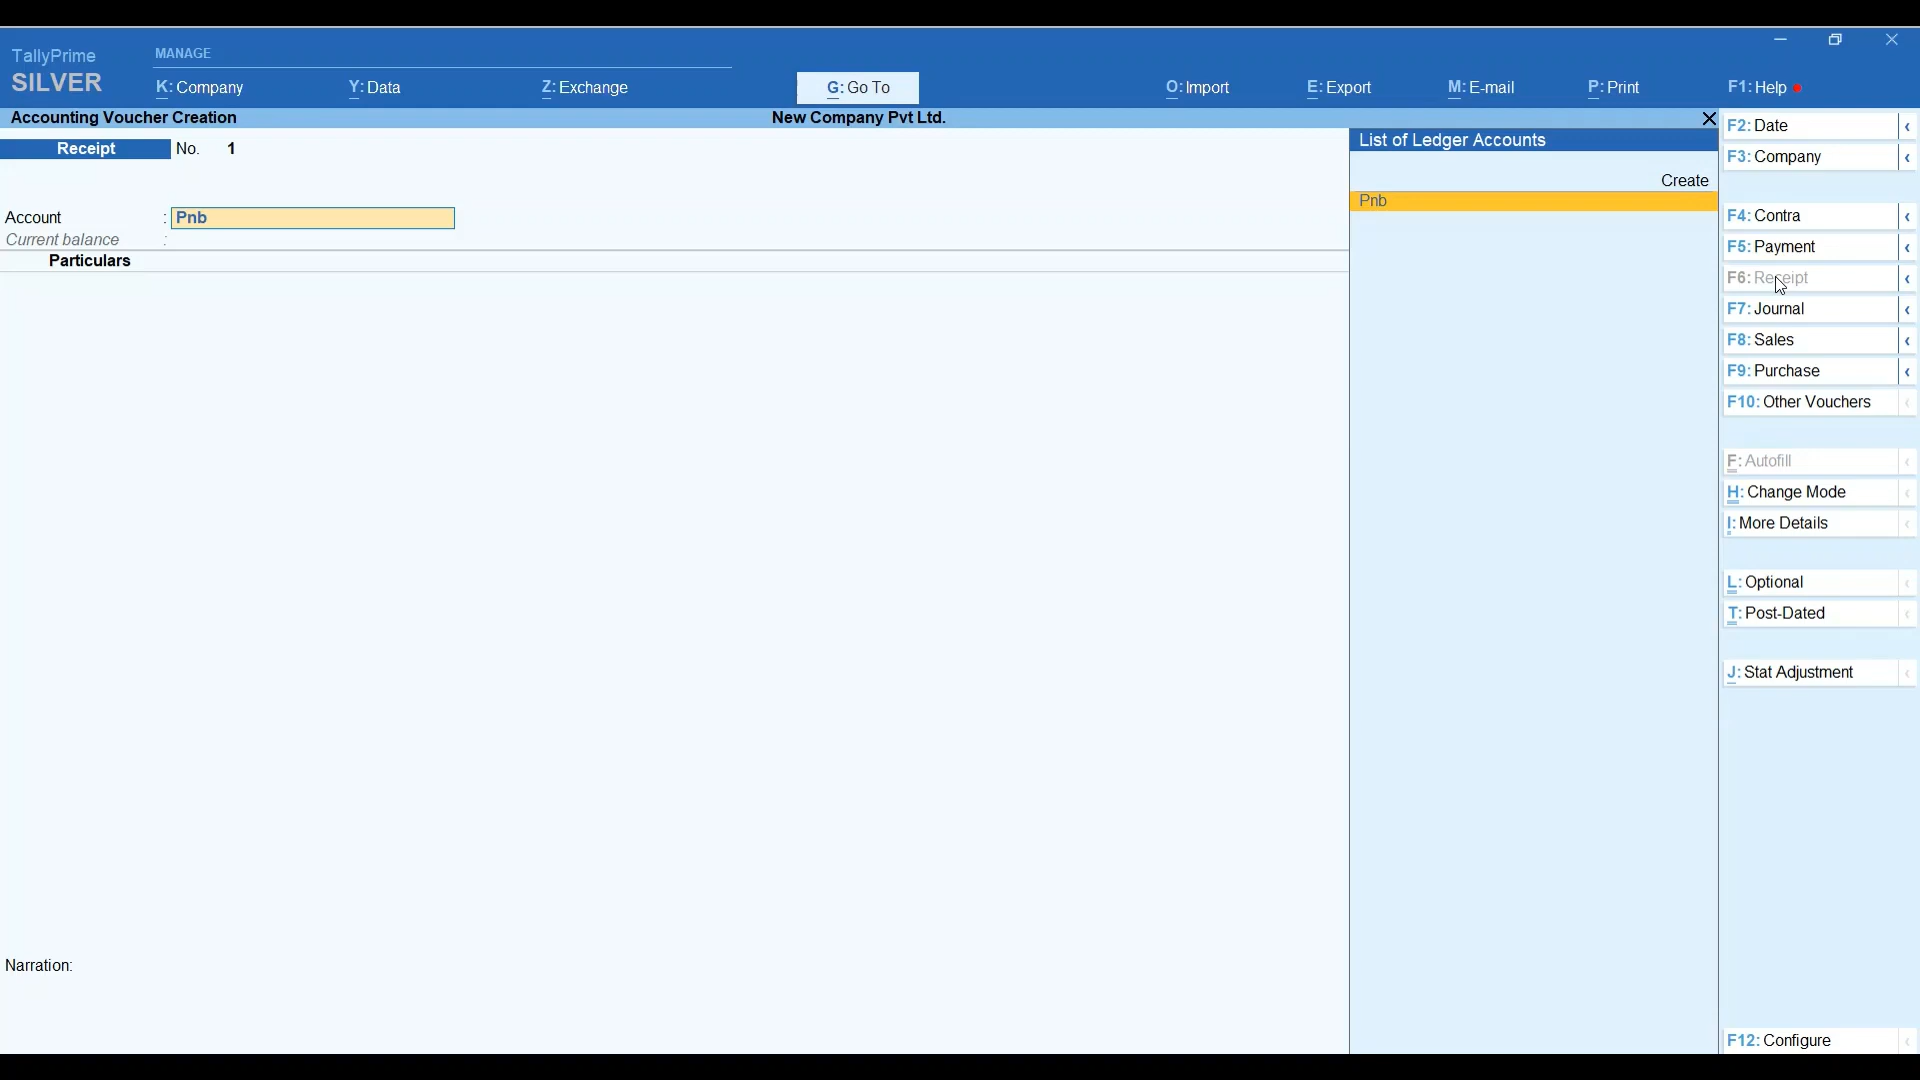 TallyPrime
SILVER
MANAGE
K: Company
Y: Data
Z: Exchange
G: Go To
O: Import
E: Export
M: E-mail
P: Print
F1: Help
Accounting Voucher Creation
New Company Pvt Ltd.
Receipt No. 1
Account : Pnb
Current balance :
Particulars
Narration:
List of Ledger Accounts
Create
Pnb
F2: Date
F3: Company
F4: Contra
F5: Payment
F6: Receipt
F7: Journal
F8: Sales
F9: Purchase
F10: Other Vouchers
F: Autofill
H: Change Mode
I: More Details
L: Optional
T: Post-Dated
J: Stat Adjustment
F12: Configure